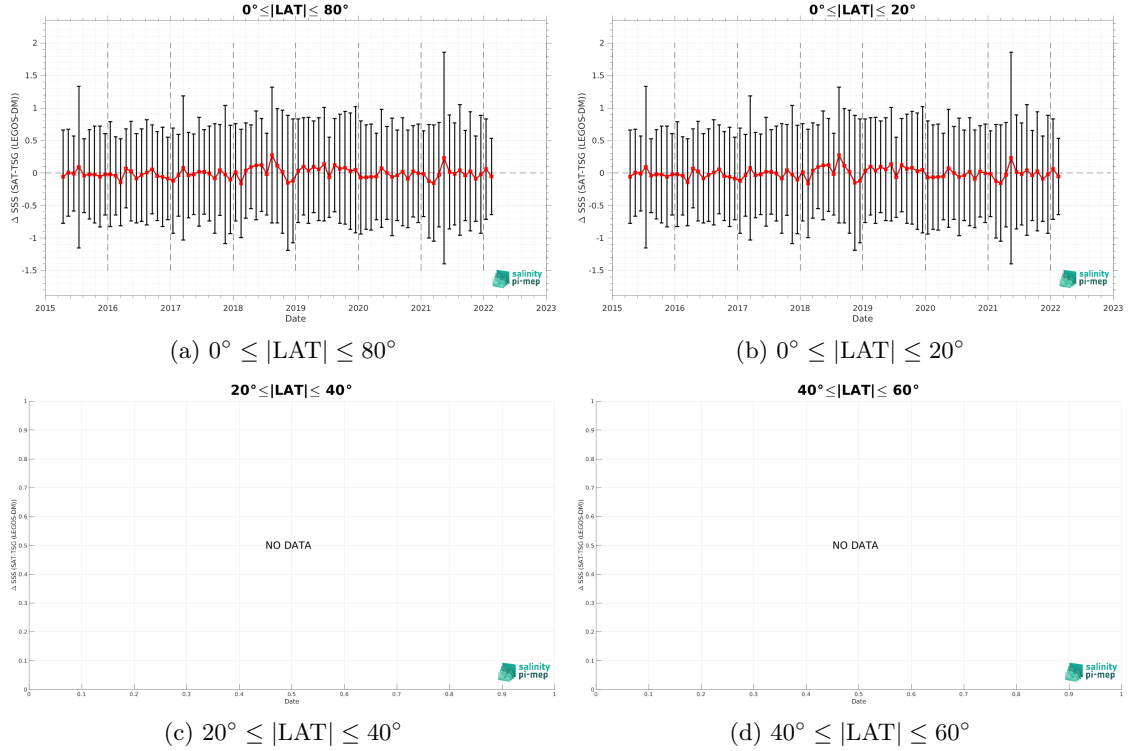 0°≤|LAT|≤ 80°
Δ SSS (SAT-TSG (LEGOS-DM))
2
1.5
1
0.5
0
-0.5
-1
-1.5
2015 2016 2017 2018 2019 2020 2021 2022 2023
Date
salinity
pi-mep
(a) 0° ≤ |LAT| ≤ 80°
0°≤|LAT|≤ 20°
Δ SSS (SAT-TSG (LEGOS-DM))
2
1.5
1
0.5
0
-0.5
-1
-1.5
2015 2016 2017 2018 2019 2020 2021 2022 2023
Date
salinity
pi-mep
(b) 0° ≤ |LAT| ≤ 20°
20°≤|LAT|≤ 40°
Δ SSS (SAT-TSG (LEGOS-DM))
1
0.9
0.8
0.7
0.6
0.5
0.4
0.3
0.2
0.1
0
NO DATA
0 0.1 0.2 0.3 0.4 0.5 0.6 0.7 0.8 0.9 1
Date
salinity
pi-mep
(c) 20° ≤ |LAT| ≤ 40°
40°≤|LAT|≤ 60°
Δ SSS (SAT-TSG (LEGOS-DM))
1
0.9
0.8
0.7
0.6
0.5
0.4
0.3
0.2
0.1
0
NO DATA
0 0.1 0.2 0.3 0.4 0.5 0.6 0.7 0.8 0.9 1
Date
salinity
pi-mep
(d) 40° ≤ |LAT| ≤ 60°